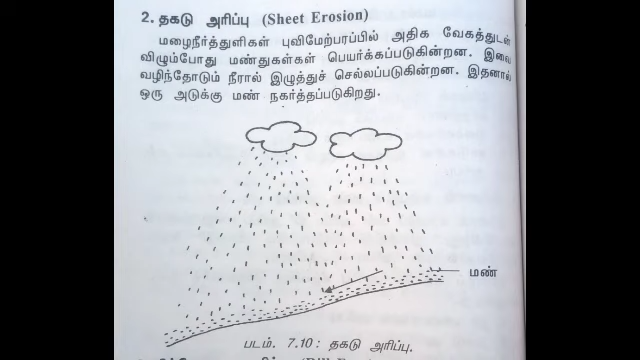 2. தகடு அரிப்பு (Sheet Erosion)
மழைநீர்த்துளிகள் புவிமேற்பரப்பில் அதிக வேகத்துடன்
விழும்போது மண்துகள்கள் பெயர்க்கப்படுகின்றன. இவை
வழிந்தோடும் நீரால் இழுத்துச் செல்லப்படுகின்றன. இதனால்
ஒரு அடுக்கு மண் நகர்த்தப்படுகிறது.
மண்
படம். 7.10 : தகடு அரிப்பு.